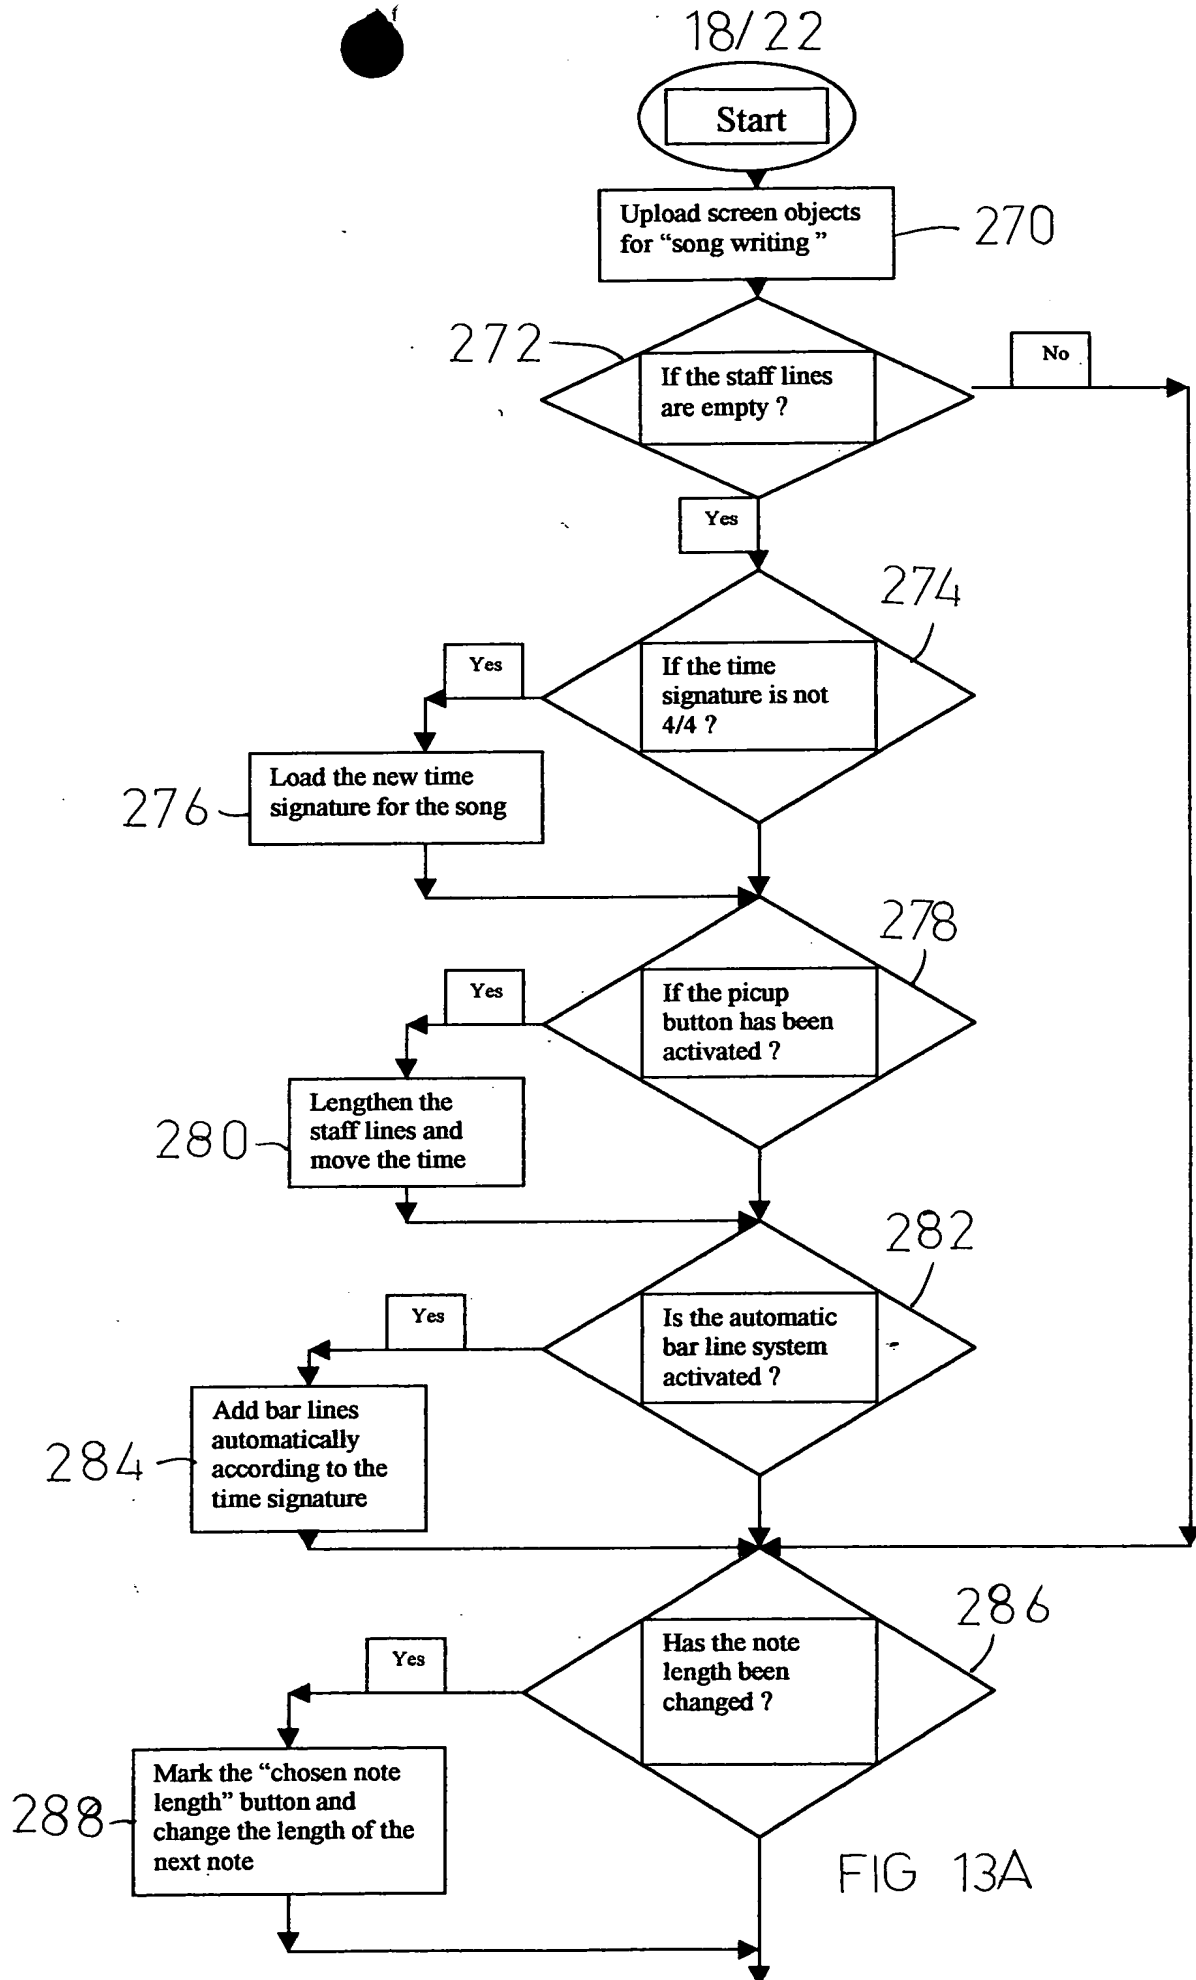 18/22
Start
Upload screen objects
for “song writing ”
270
272
If the staff lines
are empty ?
No
Yes
274
If the time
signature is not
4/4 ?
Yes
Load the new time
signature for the song
276
278
If the picup
button has been
activated ?
Yes
Lengthen the
staff lines and
move the time
280
282
Is the automatic
bar line system
activated ?
Yes
Add bar lines
automatically
according to the
time signature
284
286
Has the note
length been
changed ?
Yes
Mark the “chosen note
length” button and
change the length of the
next note
288
FIG 13A